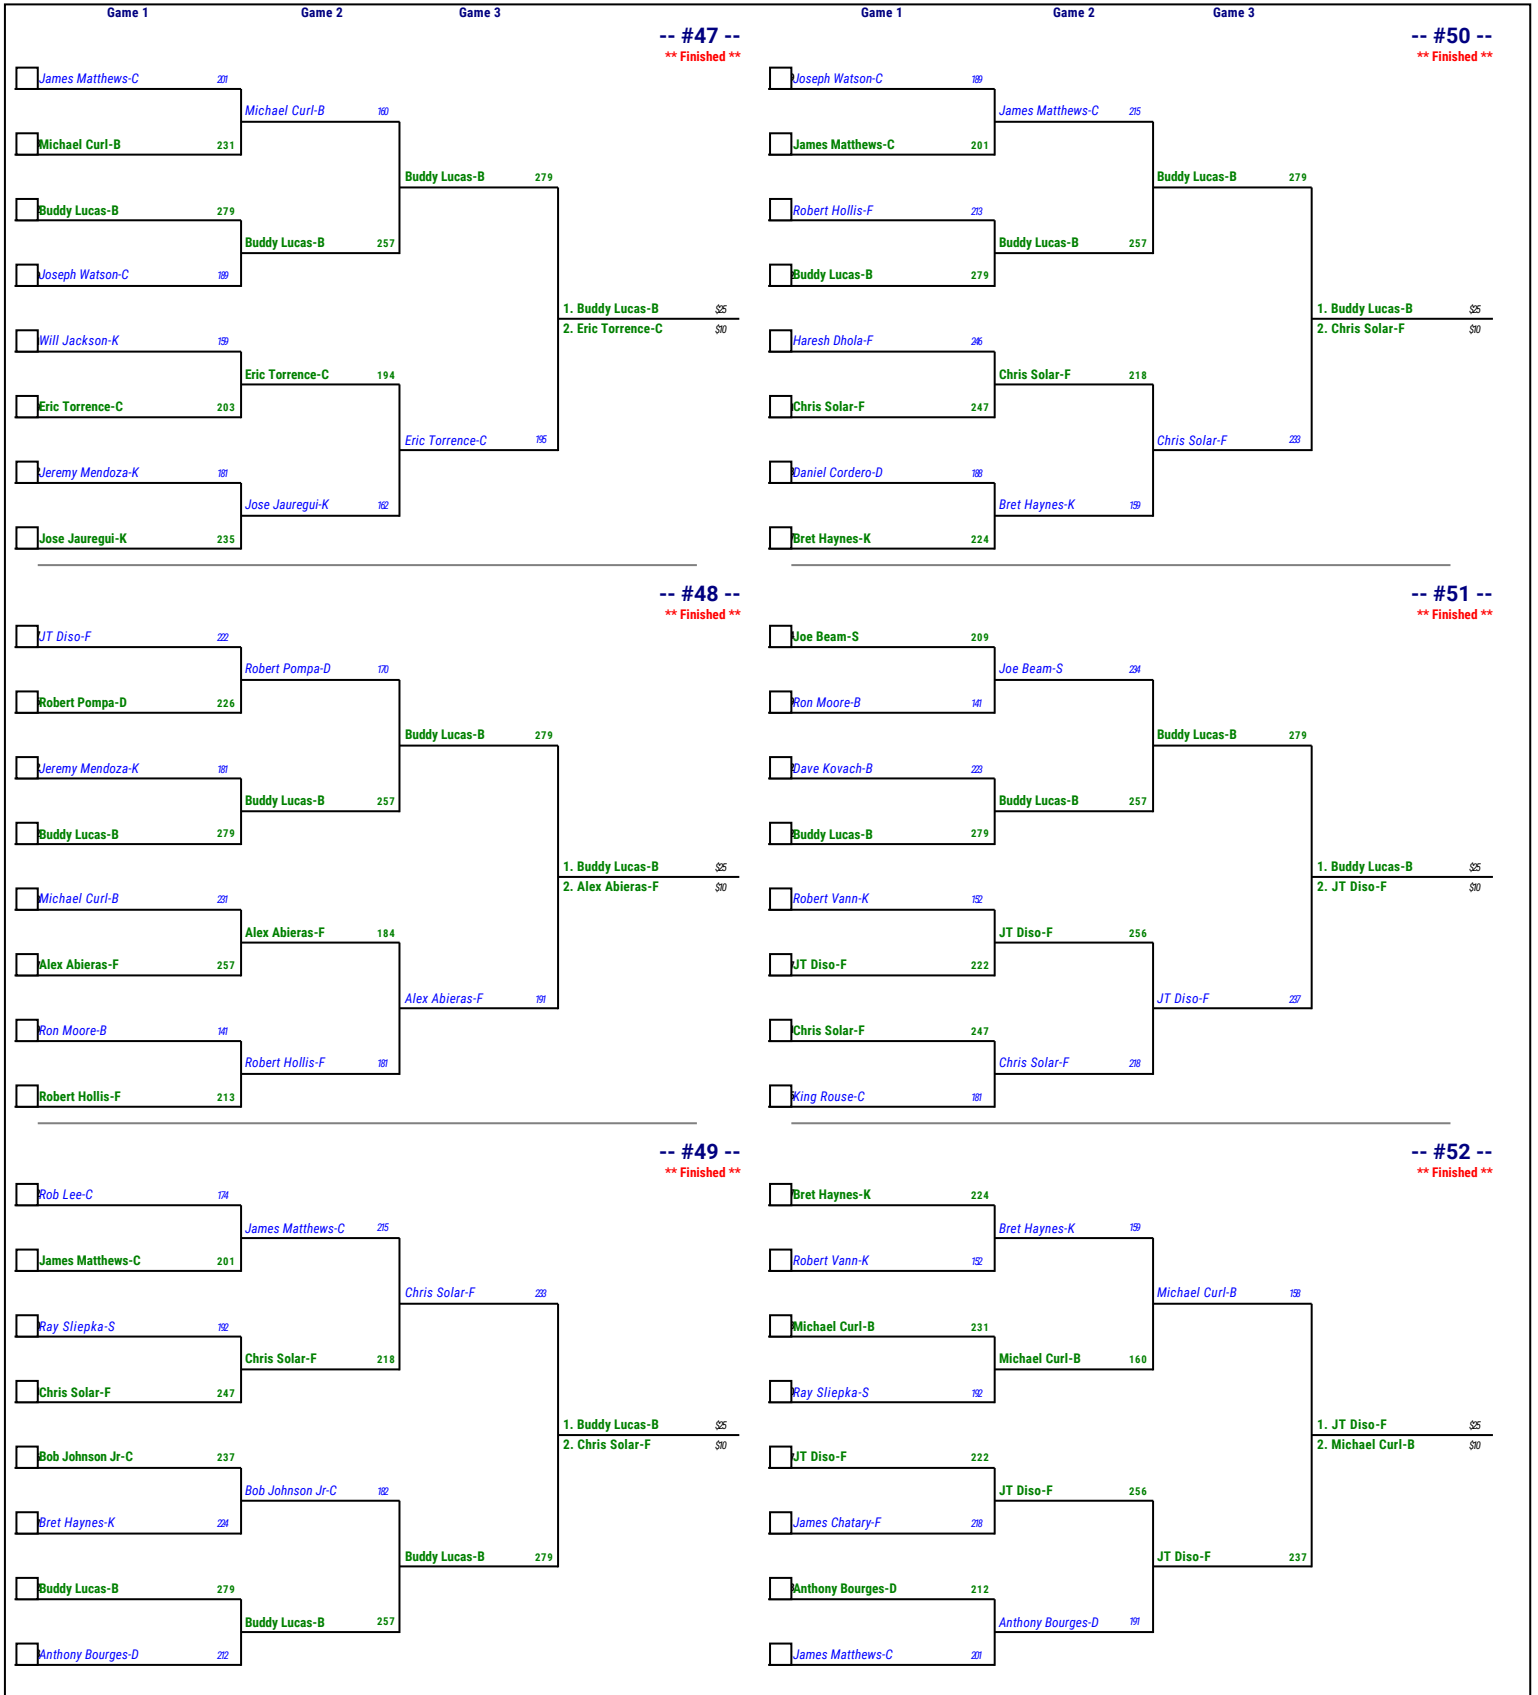 Game 1 Game 2 Game 3 Game 1 Game 2 Game 3
-- #47 --
** Finished **
James Matthews-C 201
Michael Curl-B 160
Michael Curl-B 231
Buddy Lucas-B 279
Buddy Lucas-B 279
Buddy Lucas-B 257
Joseph Watson-C 189
1. Buddy Lucas-B $25
2. Eric Torrence-C $10
Will Jackson-K 159
Eric Torrence-C 194
Eric Torrence-C 203
Eric Torrence-C 195
Jeremy Mendoza-K 181
Jose Jauregui-K 162
Jose Jauregui-K 235
-- #48 --
** Finished **
JT Diso-F 222
Robert Pompa-D 170
Robert Pompa-D 226
Buddy Lucas-B 279
Jeremy Mendoza-K 181
Buddy Lucas-B 257
Buddy Lucas-B 279
1. Buddy Lucas-B $25
2. Alex Abieras-F $10
Michael Curl-B 231
Alex Abieras-F 184
Alex Abieras-F 257
Alex Abieras-F 191
Ron Moore-B 141
Robert Hollis-F 181
Robert Hollis-F 213
-- #49 --
** Finished **
Rob Lee-C 174
James Matthews-C 215
James Matthews-C 201
Chris Solar-F 233
Ray Sliepka-S 192
Chris Solar-F 218
Chris Solar-F 247
1. Buddy Lucas-B $25
2. Chris Solar-F $10
Bob Johnson Jr-C 237
Bob Johnson Jr-C 182
Bret Haynes-K 224
Buddy Lucas-B 279
Buddy Lucas-B 279
Buddy Lucas-B 257
Anthony Bourges-D 212
-- #50 --
** Finished **
Joseph Watson-C 189
James Matthews-C 215
James Matthews-C 201
Buddy Lucas-B 279
Robert Hollis-F 213
Buddy Lucas-B 257
Buddy Lucas-B 279
1. Buddy Lucas-B $25
2. Chris Solar-F $10
Haresh Dhola-F 246
Chris Solar-F 218
Chris Solar-F 247
Chris Solar-F 233
Daniel Cordero-D 188
Bret Haynes-K 159
Bret Haynes-K 224
-- #51 --
** Finished **
Joe Beam-S 209
Joe Beam-S 234
Ron Moore-B 141
Buddy Lucas-B 279
Dave Kovach-B 223
Buddy Lucas-B 257
Buddy Lucas-B 279
1. Buddy Lucas-B $25
2. JT Diso-F $10
Robert Vann-K 152
JT Diso-F 256
JT Diso-F 222
JT Diso-F 237
Chris Solar-F 247
Chris Solar-F 218
King Rouse-C 181
-- #52 --
** Finished **
Bret Haynes-K 224
Bret Haynes-K 159
Robert Vann-K 152
Michael Curl-B 158
Michael Curl-B 231
Michael Curl-B 160
Ray Sliepka-S 192
1. JT Diso-F $25
2. Michael Curl-B $10
JT Diso-F 222
JT Diso-F 256
James Chatary-F 218
JT Diso-F 237
Anthony Bourges-D 212
Anthony Bourges-D 191
James Matthews-C 201